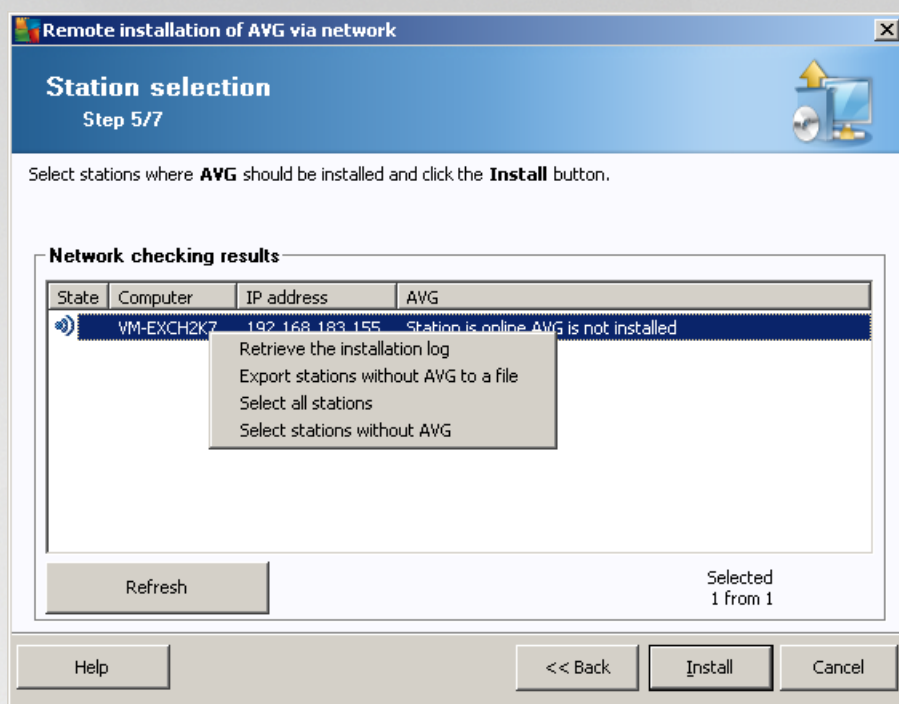 Remote installation of AVG via network
Station selection
Step 5/7
Select stations where AVG should be installed and click the Install button.
Network checking results
State Computer IP address AVG
VM-EXCH2K7 192.168.183.155 Station is online AVG is not installed
Retrieve the installation log
Export stations without AVG to a file
Select all stations
Select stations without AVG
Refresh
Selected
1 from 1
Help << Back Install Cancel